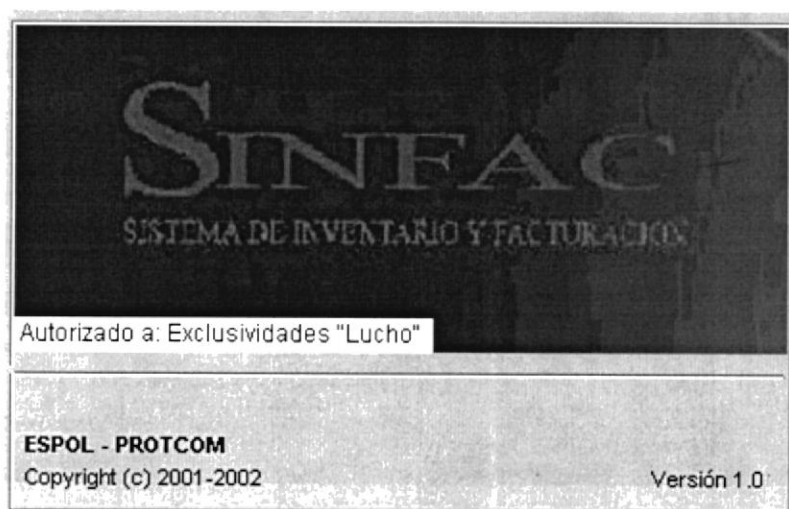 SINFAC
SISTEMA DE INVENTARIO Y FACTURACION
Autorizado a: Exclusividades "Lucho"
ESPOL - PROTCOM
Copyright (c) 2001-2002
Versión 1.0